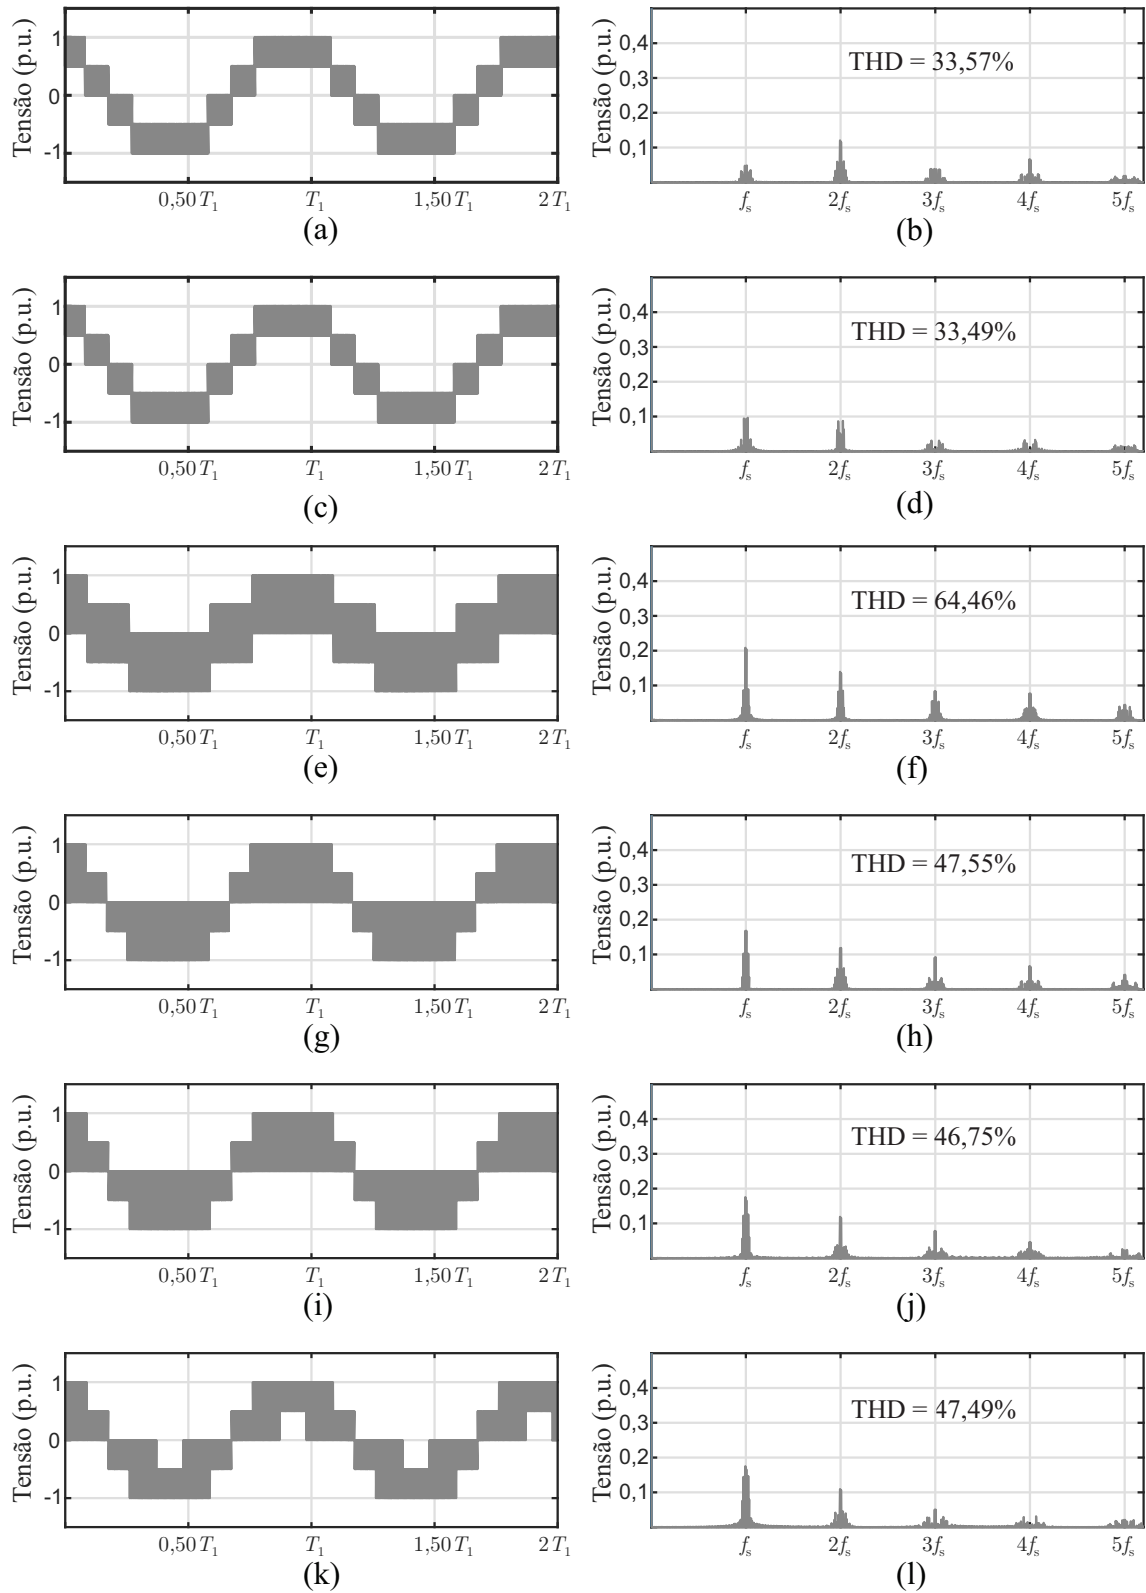 Tensão (p.u.)
1
0
-1
0,50 T₁
T₁
1,50 T₁
2 T₁
(a)
Tensão (p.u.)
0,4
0,3
0,2
0,1
THD = 33,57%
fₛ
2fₛ
3fₛ
4fₛ
5fₛ
(b)
Tensão (p.u.)
1
0
-1
0,50 T₁
T₁
1,50 T₁
2 T₁
(c)
Tensão (p.u.)
0,4
0,3
0,2
0,1
THD = 33,49%
fₛ
2fₛ
3fₛ
4fₛ
5fₛ
(d)
Tensão (p.u.)
1
0
-1
0,50 T₁
T₁
1,50 T₁
2 T₁
(e)
Tensão (p.u.)
0,4
0,3
0,2
0,1
THD = 64,46%
fₛ
2fₛ
3fₛ
4fₛ
5fₛ
(f)
Tensão (p.u.)
1
0
-1
0,50 T₁
T₁
1,50 T₁
2 T₁
(g)
Tensão (p.u.)
0,4
0,3
0,2
0,1
THD = 47,55%
fₛ
2fₛ
3fₛ
4fₛ
5fₛ
(h)
Tensão (p.u.)
1
0
-1
0,50 T₁
T₁
1,50 T₁
2 T₁
(i)
Tensão (p.u.)
0,4
0,3
0,2
0,1
THD = 46,75%
fₛ
2fₛ
3fₛ
4fₛ
5fₛ
(j)
Tensão (p.u.)
1
0
-1
0,50 T₁
T₁
1,50 T₁
2 T₁
(k)
Tensão (p.u.)
0,4
0,3
0,2
0,1
THD = 47,49%
fₛ
2fₛ
3fₛ
4fₛ
5fₛ
(l)